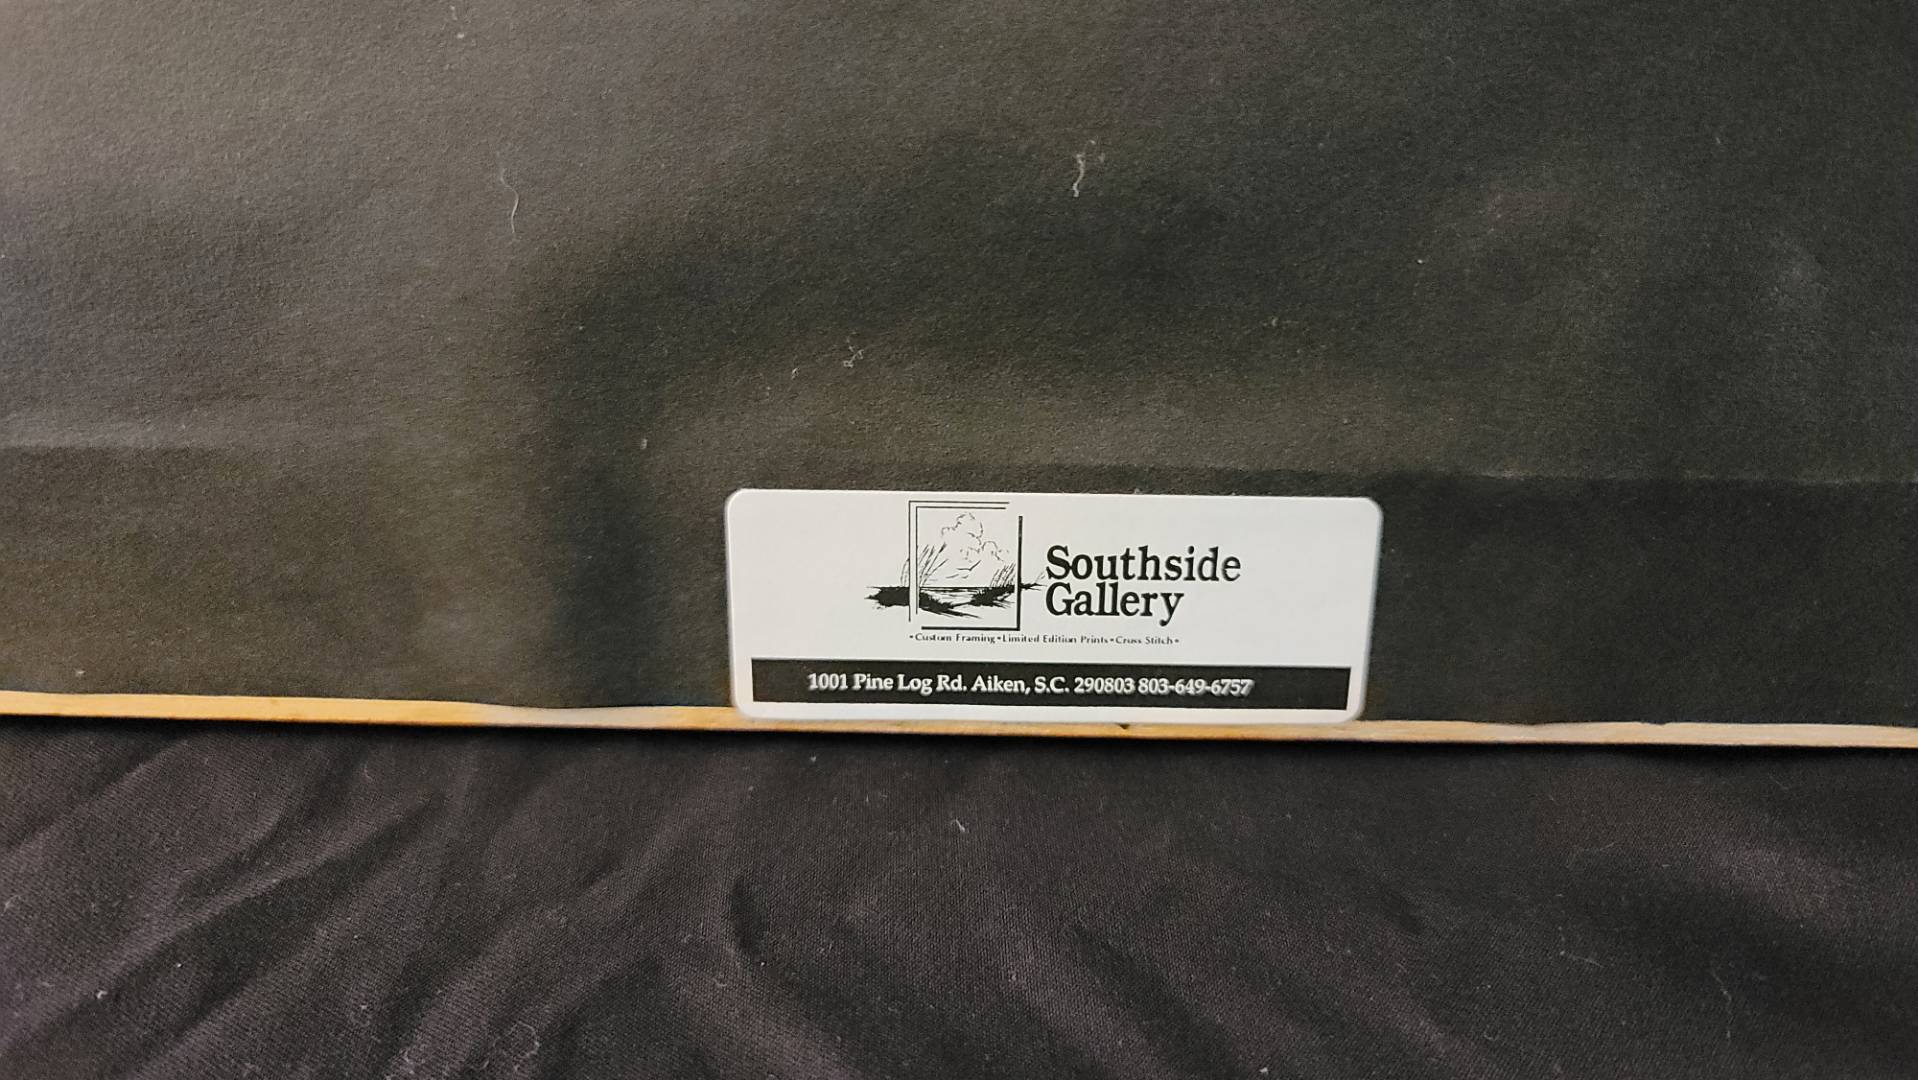 Southside
Gallery
•Custom Framing•Limited Edition Prints•Cross Stitch•
1001 Pine Log Rd. Aiken, S.C. 290803 803-649-6757